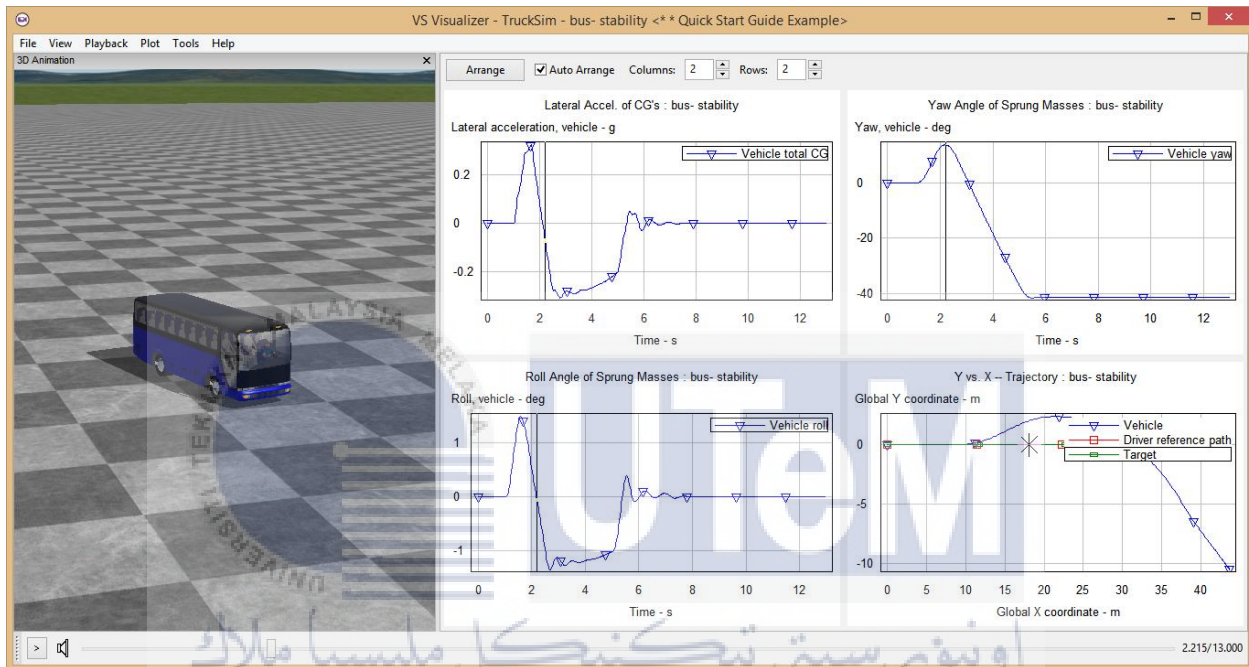 VS Visualizer - TruckSim - bus- stability <* * Quick Start Guide Example>
File View Playback Plot Tools Help
3D Animation
Arrange Auto Arrange Columns: 2 Rows: 2
Lateral Accel. of CG's : bus- stability
Lateral acceleration, vehicle - g
Vehicle total CG
0.2
0
-0.2
0 2 4 6 8 10 12
Time - s
Yaw Angle of Sprung Masses : bus- stability
Yaw, vehicle - deg
Vehicle yaw
0
-20
-40
0 2 4 6 8 10 12
Time - s
Roll Angle of Sprung Masses : bus- stability
Roll, vehicle - deg
Vehicle roll
1
0
-1
0 2 4 6 8 10 12
Time - s
Y vs. X -- Trajectory : bus- stability
Global Y coordinate - m
Vehicle
Driver reference path
Target
0
-5
-10
0 5 10 15 20 25 30 35 40
Global X coordinate - m
UTeM
اونيۏرسيتي تيكنيكل مليسيا ملاك
2.215/13.000